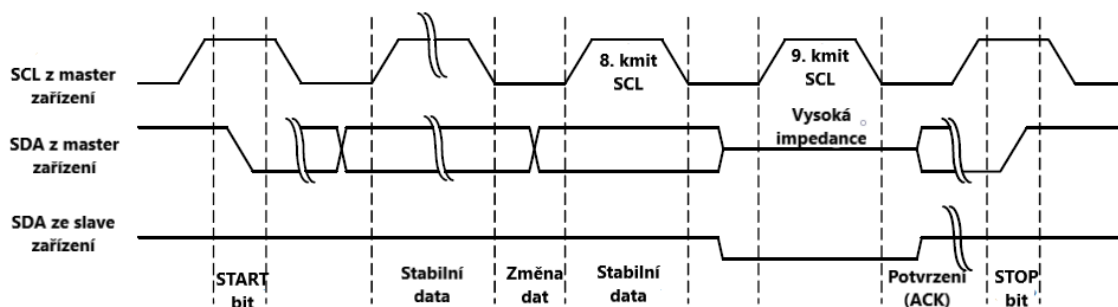 SCL z master
zařízení
8. kmit
SCL
9. kmit
SCL
SDA z master
zařízení
Vysoká
impedance
SDA ze slave
zařízení
START
bit
Stabilní
data
Změna
dat
Stabilní
data
Potvrzení
(ACK)
STOP
bit